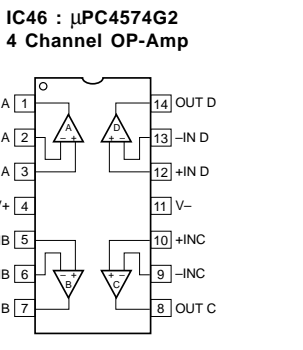 IC46 : µPC4574G2
4 Channel OP-Amp
A 1
14 OUT D
A D
A 2 – + + – 13 –IN D
A 3
12 +IN D
V+ 4
11 V–
B 5
10 +INC
– + + –
B 6
9 –INC
B C
B 7
8 OUT C